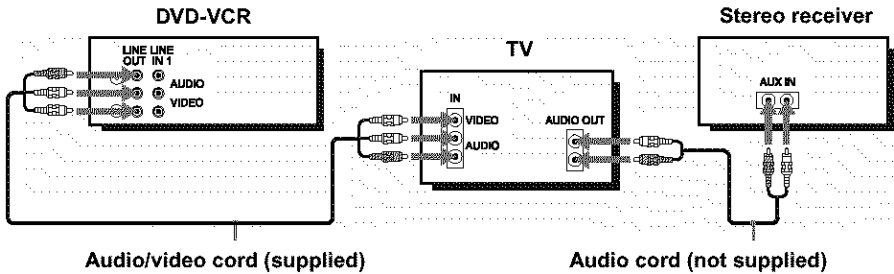 DVD-VCR
TV
Stereo receiver
LINE LINE
OUT IN 1
AUDIO
VIDEO
IN
VIDEO
AUDIO
AUDIO OUT
AUX IN
Audio/video cord (supplied)
Audio cord (not supplied)